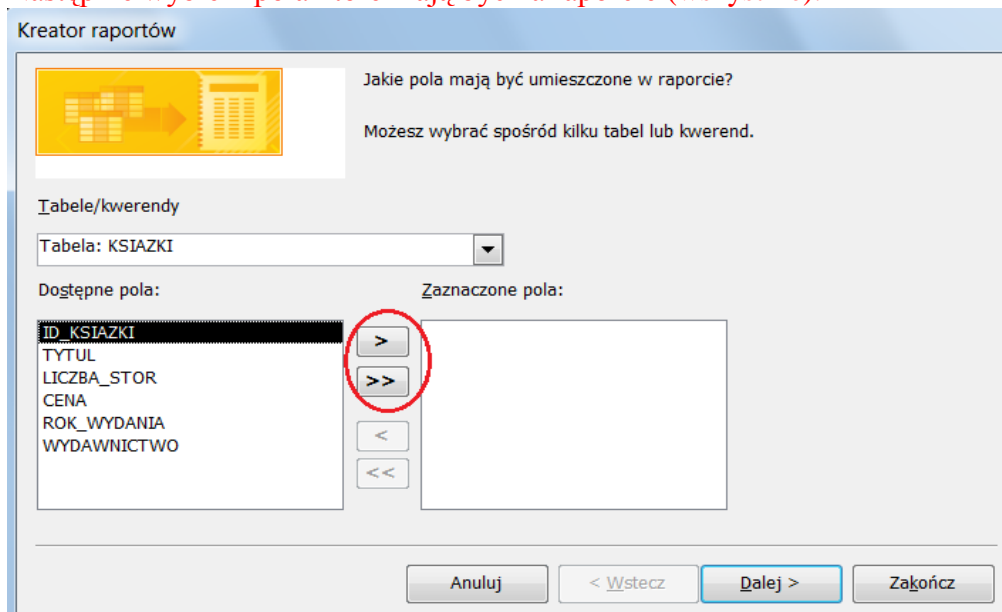 Kreator raportów
Jakie pola mają być umieszczone w raporcie?
Możesz wybrać spośród kilku tabel lub kwerend.
Tabele/kwerendy
Tabela: KSIAZKI
Dostępne pola:
Zaznaczone pola:
ID_KSIAZKI
TYTUL
LICZBA_STOR
CENA
ROK_WYDANIA
WYDAWNICTWO
>
>>
<
<<
Anuluj
< Wstecz
Dalej >
Zakończ